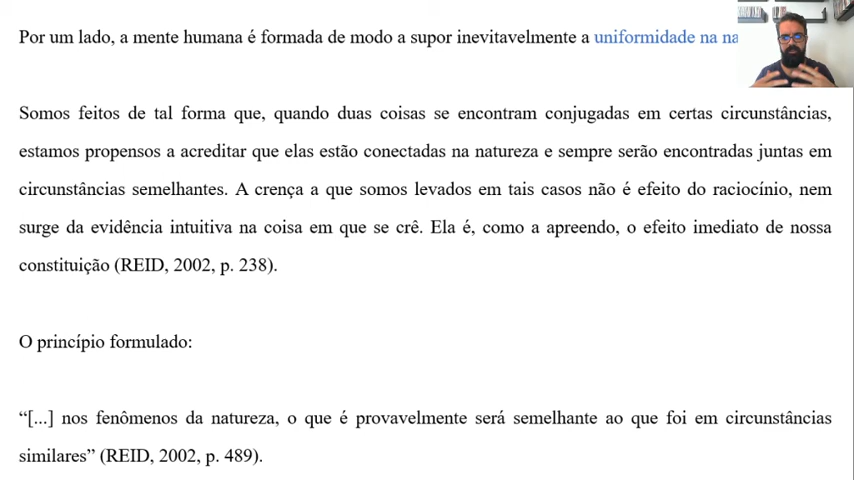 Por um lado, a mente humana é formada de modo a supor inevitavelmente a uniformidade na
Somos feitos de tal forma que, quando duas coisas se encontram conjugadas em certas circunstâncias,
estamos propensos a acreditar que elas estão conectadas na natureza e sempre serão encontradas juntas em
circunstâncias semelhantes. A crença a que somos levados em tais casos não é efeito do raciocínio, nem
surge da evidência intuitiva na coisa em que se crê. Ela é, como a apreendo, o efeito imediato de nossa
constituição (REID, 2002, p. 238).
O princípio formulado:
“[...] nos fenômenos da natureza, o que é provavelmente será semelhante ao que foi em circunstâncias
similares” (REID, 2002, p. 489).